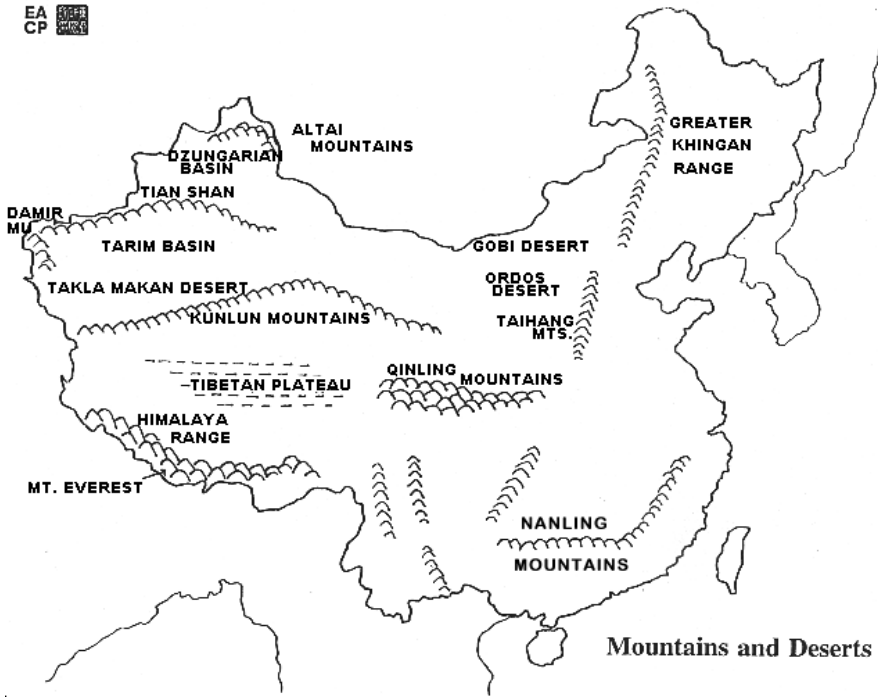 EA
CP
ALTAI
MOUNTAINS
DZUNGARIAN
BASIN
TIAN SHAN
DAMIR
MU
TARIM BASIN
TAKLA MAKAN DESERT
KUNLUN MOUNTAINS
GREATER
KHINGAN
RANGE
GOBI DESERT
ORDOS
DESERT
TAIHANG
MTS.
QINLING
MOUNTAINS
TIBETAN PLATEAU
HIMALAYA
RANGE
MT. EVEREST
NANLING
MOUNTAINS
Mountains and Deserts